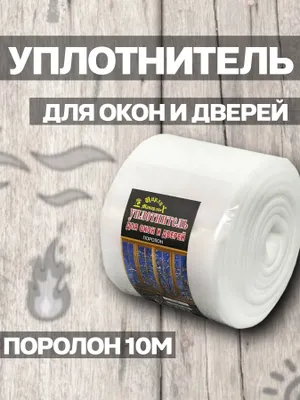 УПЛОТНИТЕЛЬ
ДЛЯ ОКОН И ДВЕРЕЙ
УПЛОТНИТЕЛЬ
ДЛЯ ОКОН И ДВЕРЕЙ
ПОРОЛОН
ПОРОЛОН 10М